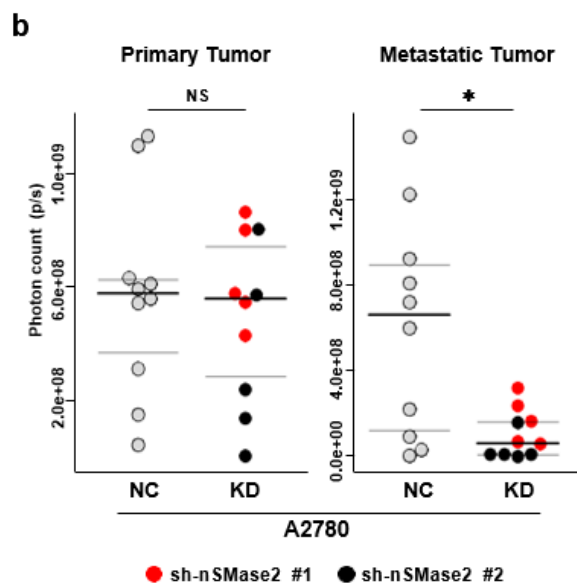 b
Primary Tumor
Metastatic Tumor
NS
*
Photon count (p/s)
1.0e+09
6.0e+08
2.0e+08
1.2e+09
8.0e+08
4.0e+08
0.0e+00
NC
KD
NC
KD
A2780
sh-nSMase2 #1
sh-nSMase2 #2